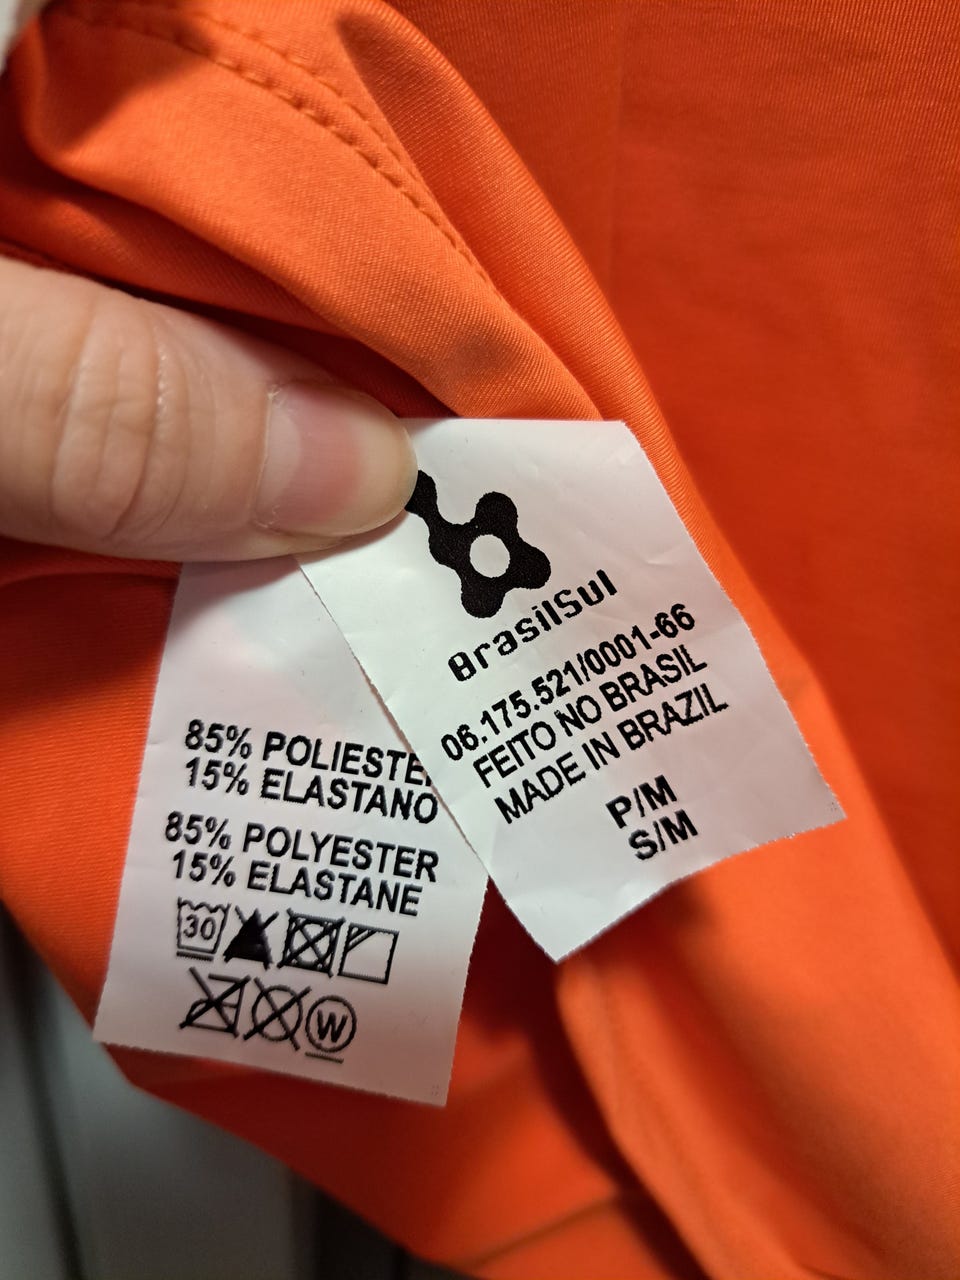 BrasilSul
06.175.521/0001-66
FEITO NO BRASIL
MADE IN BRAZIL
P/M
S/M
85% POLIESTE
15% ELASTANO
85% POLYESTER
15% ELASTANE
30
W